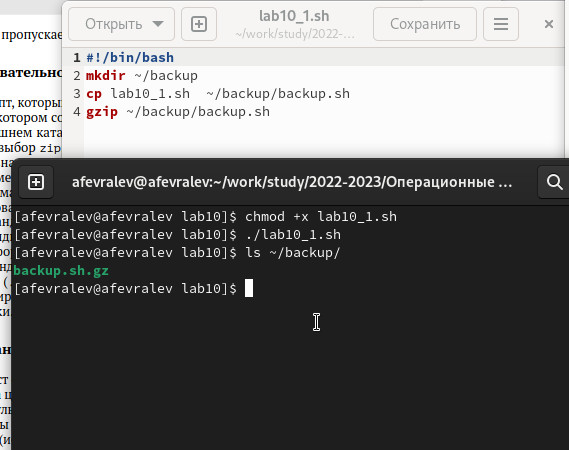 Открыть
lab10_1.sh
~/work/study/2022-...
Сохранить
пропускае
1 #!/bin/bash
2 mkdir ~/backup
3 cp lab10_1.sh  ~/backup/backup.sh
4 gzip ~/backup/backup.sh
вательно
пт, которы
котором со
шнем ката
выбор zip
afevralev@afevralev:~/work/study/2022-2023/Операционные ...
[afevralev@afevralev lab10]$ chmod +x lab10_1.sh
[afevralev@afevralev lab10]$ ./lab10_1.sh
[afevralev@afevralev lab10]$ ls ~/backup/
backup.sh.gz
[afevralev@afevralev lab10]$